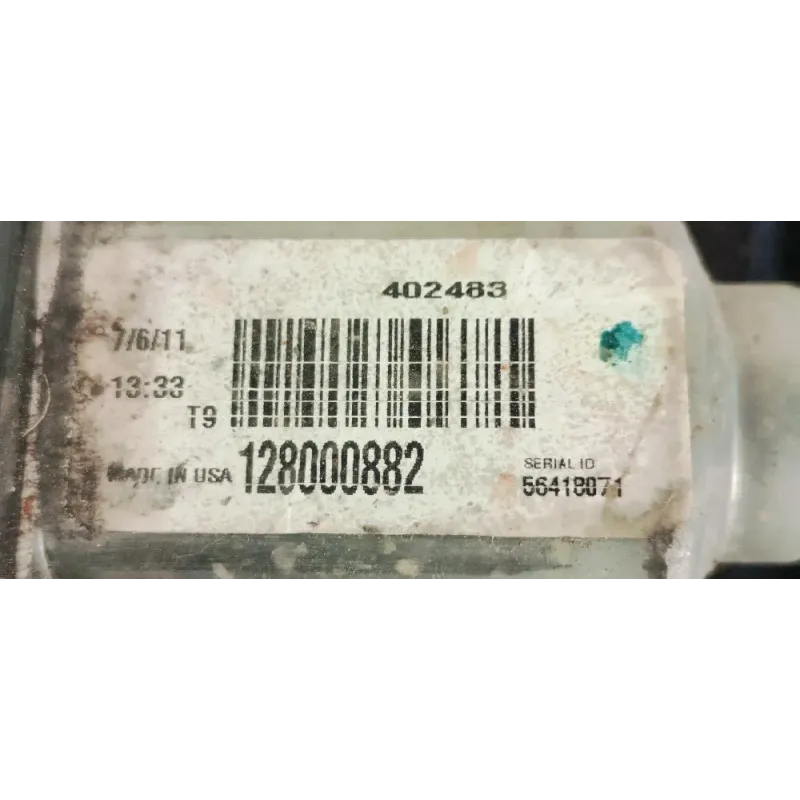 402483
7/6/11
13:33
T9
MADE IN USA 128000882
SERIAL ID
56418071